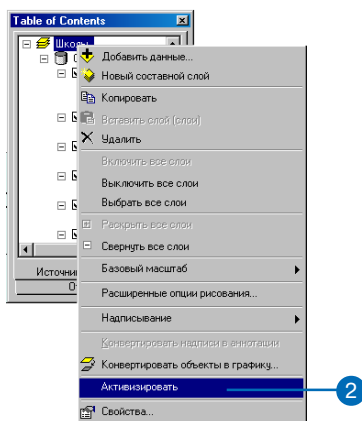 Table of Contents
Школы
Добавить данные...
Новый составной слой
Копировать
Вставить слой (слои)
Удалить
Включить все слои
Выключить все слои
Выбрать все слои
Раскрыть все слои
Свернуть все слои
Базовый масштаб
Расширенные опции рисования...
Надписывание
Конвертировать надписи в аннотации
Конвертировать объекты в графику...
Активизировать
2
Свойства...